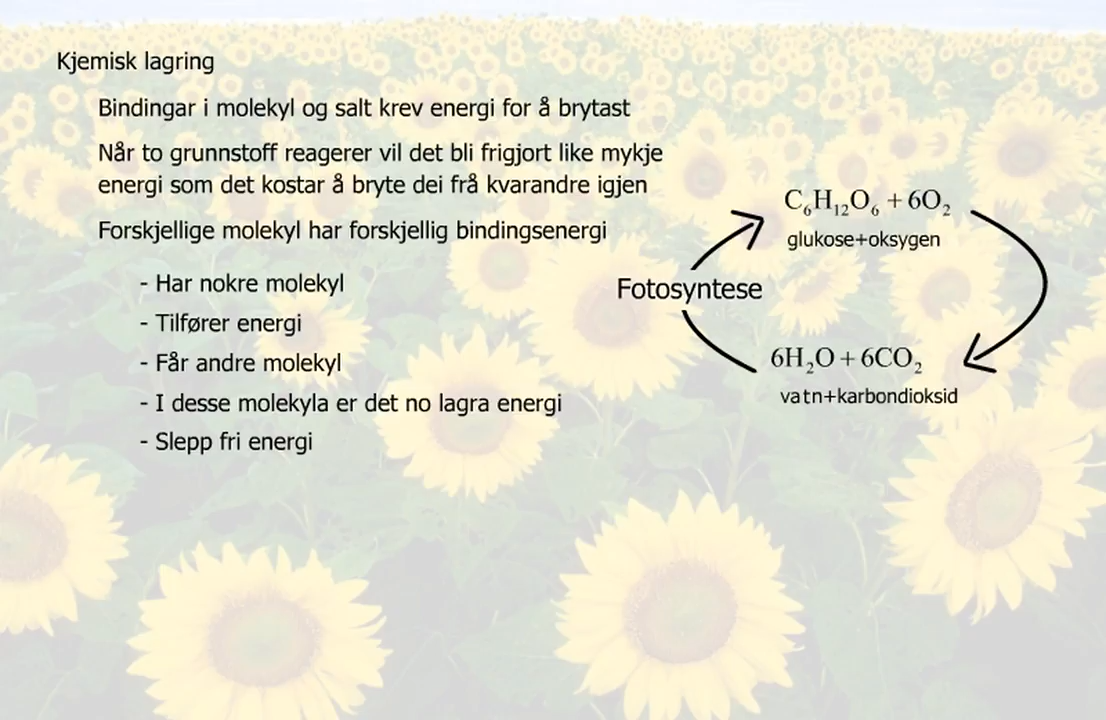 Kjemisk lagring
Bindingar i molekyl og salt krev energi for å brytast
Når to grunnstoff reagerer vil det bli frigjort like mykje
energi som det kostar å bryte dei frå kvarandre igjen
Forskjellige molekyl har forskjellig bindingsenergi
- Har nokre molekyl
- Tilfører energi
- Får andre molekyl
- I desse molekyla er det no lagra energi
- Slepp fri energi
C₆H₁₂O₆ + 6O₂
glukose+oksygen
Fotosyntese
6H₂O + 6CO₂
vatn+karbondioksid